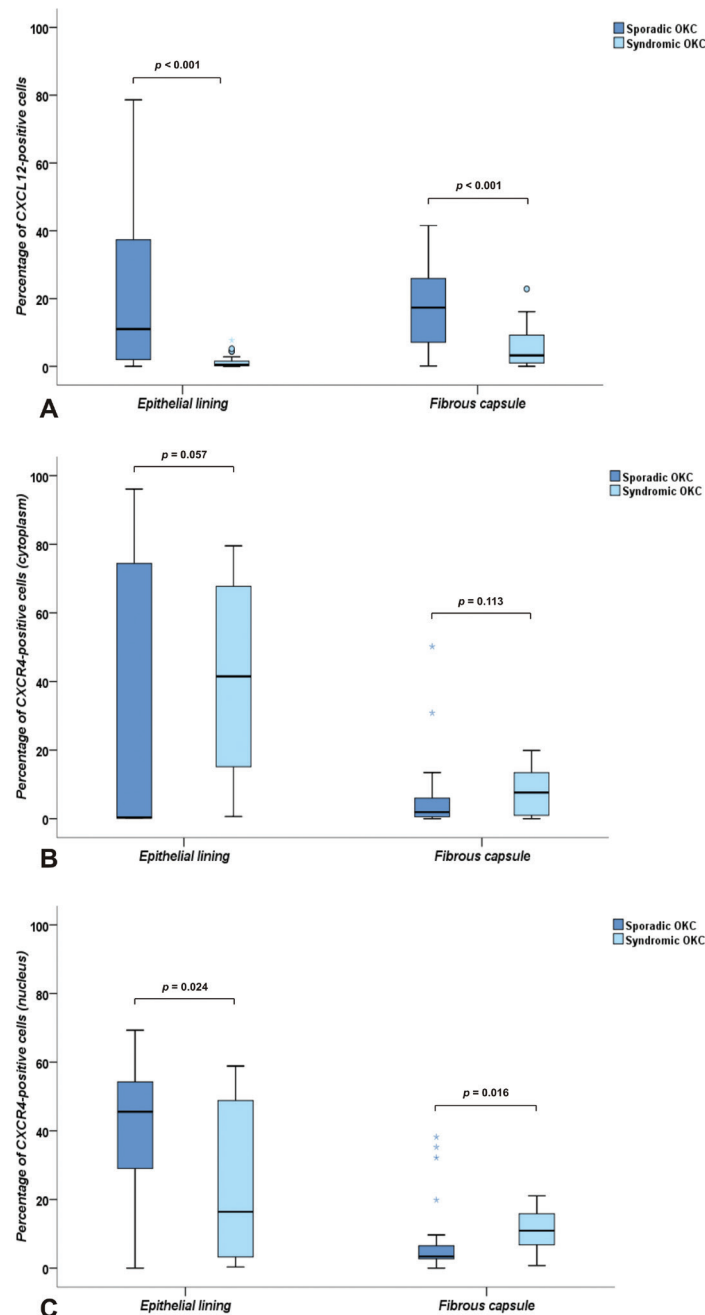 100
80
60
40
20
0
Percentage of CXCL12-positive cells
p < 0.001
p < 0.001
Sporadic OKC
Syndromic OKC
Epithelial lining
Fibrous capsule
A
100
80
60
40
20
0
Percentage of CXCR4-positive cells (cytoplasm)
p = 0.057
p = 0.113
Sporadic OKC
Syndromic OKC
Epithelial lining
Fibrous capsule
B
100
80
60
40
20
0
Percentage of CXCR4-positive cells (nucleus)
p = 0.024
p = 0.016
Sporadic OKC
Syndromic OKC
Epithelial lining
Fibrous capsule
C